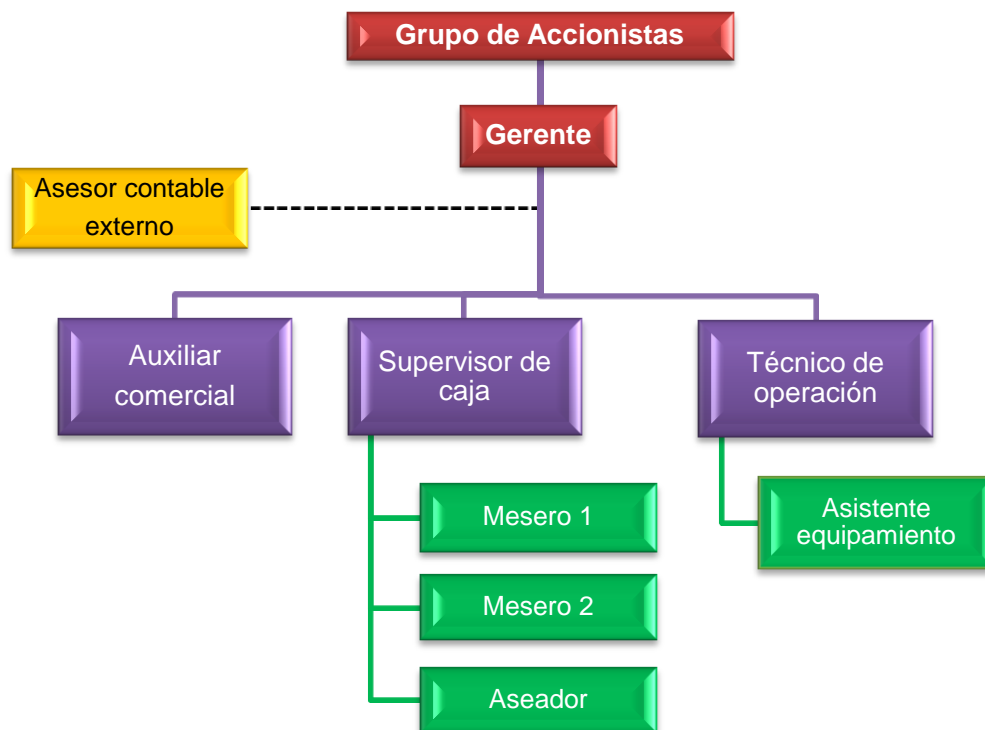 Grupo de Accionistas
Gerente
Asesor contable
externo
Auxiliar
comercial
Supervisor de
caja
Técnico de
operación
Mesero 1
Mesero 2
Aseador
Asistente
equipamiento